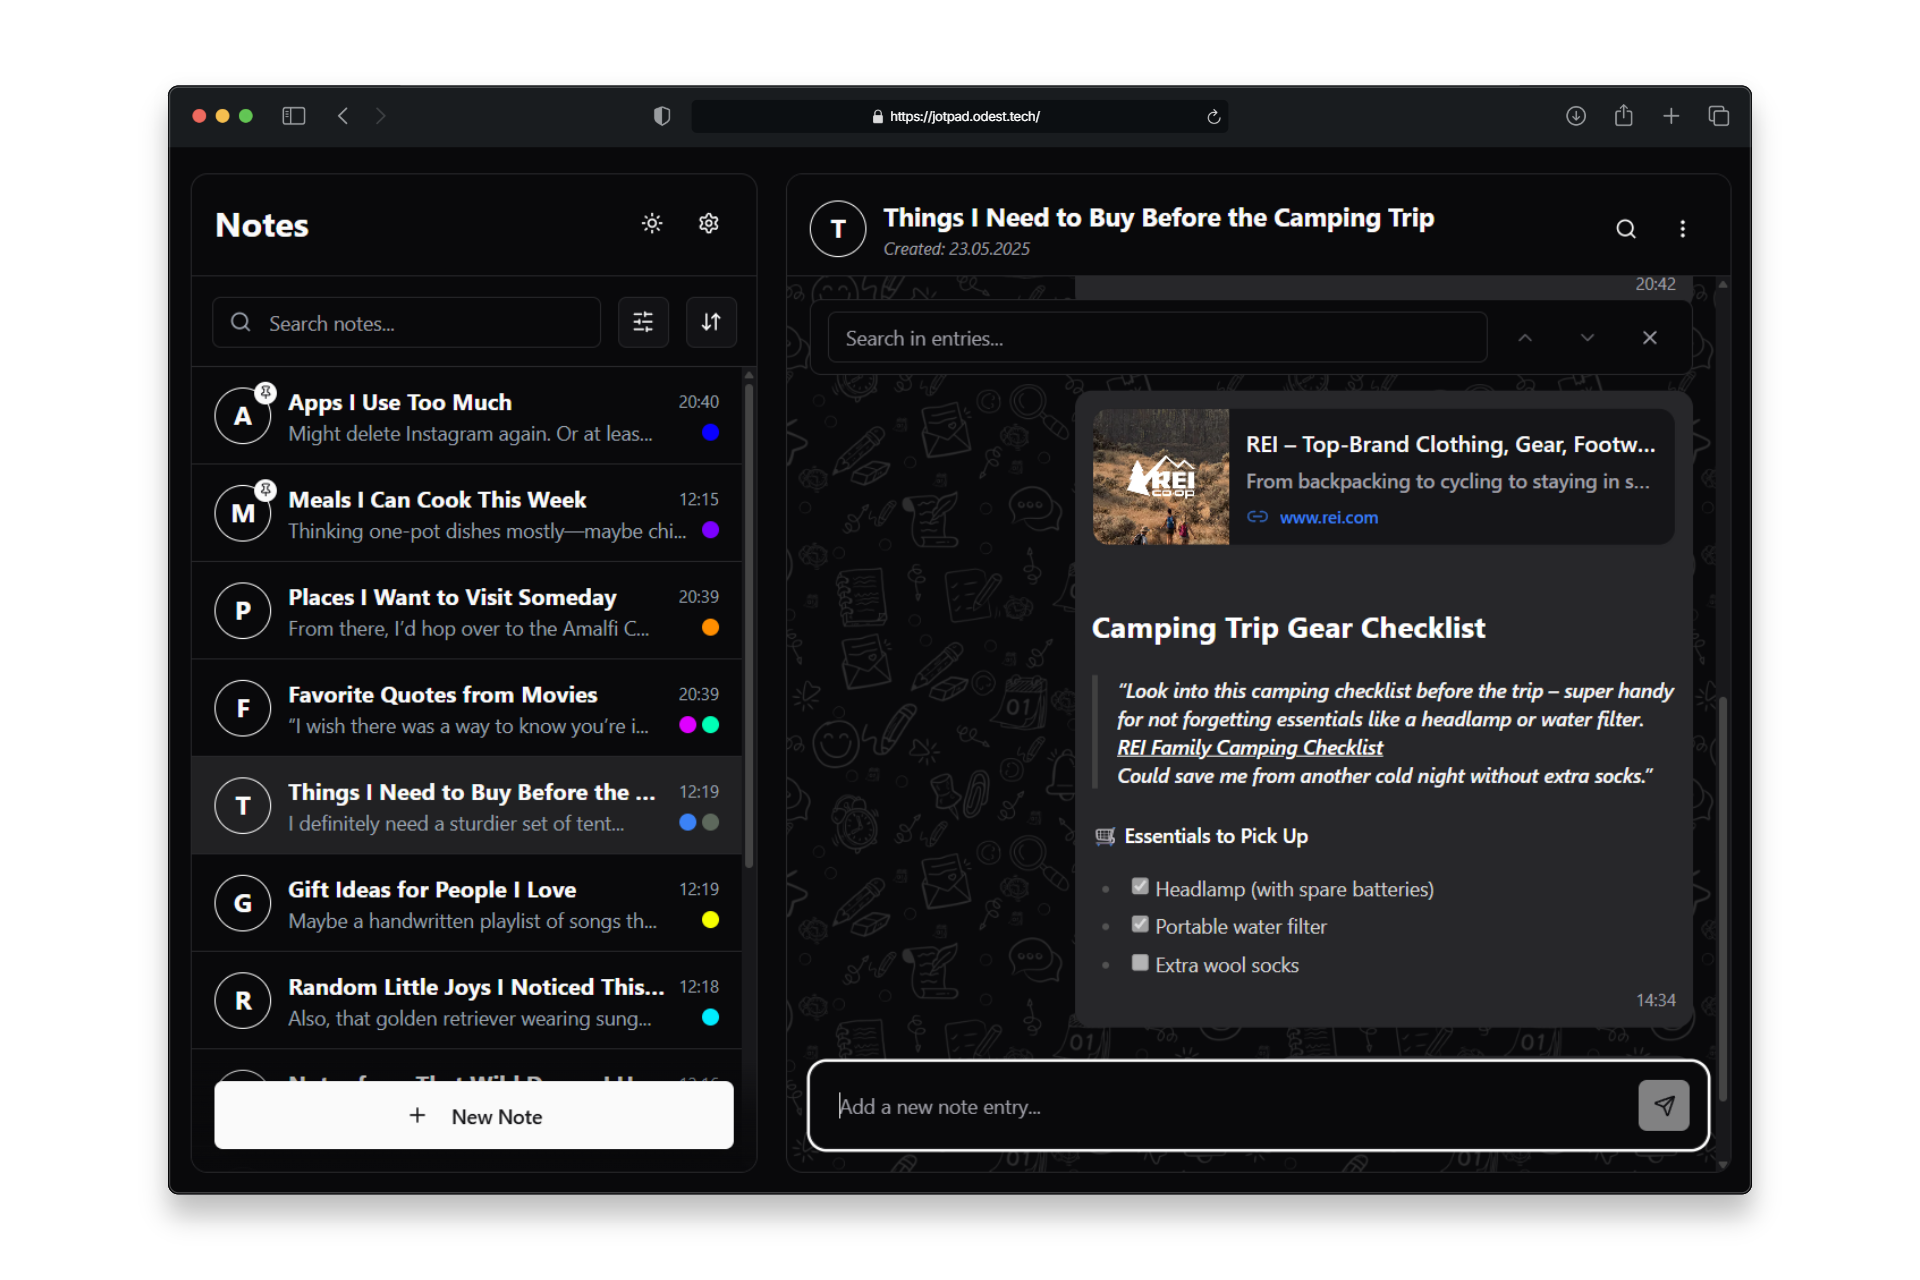 https://jotpad.odest.tech/
Notes
Search notes...
A
Apps I Use Too Much
20:40
Might delete Instagram again. Or at leas...
M
Meals I Can Cook This Week
12:15
Thinking one-pot dishes mostly—maybe chi...
P
Places I Want to Visit Someday
20:39
From there, I’d hop over to the Amalfi C...
F
Favorite Quotes from Movies
20:39
“I wish there was a way to know you’re i...
T
Things I Need to Buy Before the ...
12:19
I definitely need a sturdier set of tent...
G
Gift Ideas for People I Love
12:19
Maybe a handwritten playlist of songs th...
R
Random Little Joys I Noticed This...
12:18
Also, that golden retriever wearing sung...
New Note
T
Things I Need to Buy Before the Camping Trip
Created: 23.05.2025
20:42
Search in entries...
REI
co-op
REI – Top-Brand Clothing, Gear, Footw...
From backpacking to cycling to staying in s...
www.rei.com
Camping Trip Gear Checklist
“Look into this camping checklist before the trip – super handy
for not forgetting essentials like a headlamp or water filter.
REI Family Camping Checklist
Could save me from another cold night without extra socks.”
Essentials to Pick Up
Headlamp (with spare batteries)
Portable water filter
Extra wool socks
14:34
01
01
01
01
01
Add a new note entry...